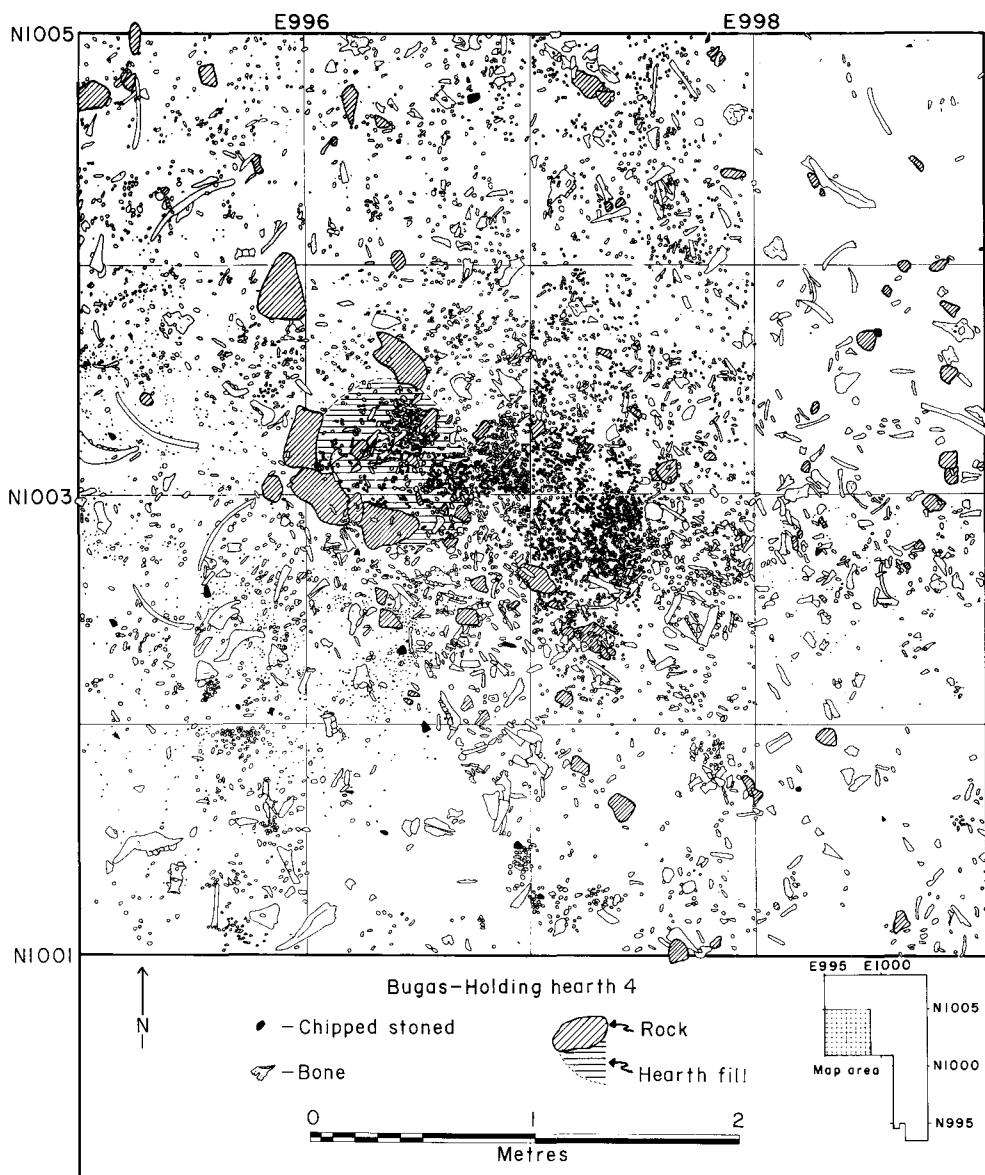 E996 E998
N1005
N1003
N1001
N
Bugas-Holding hearth 4
-Chipped stoned
-Bone
Rock
Hearth fill
0 1 2
Metres
E995 E1000
N1005
N1000
N995
Map area